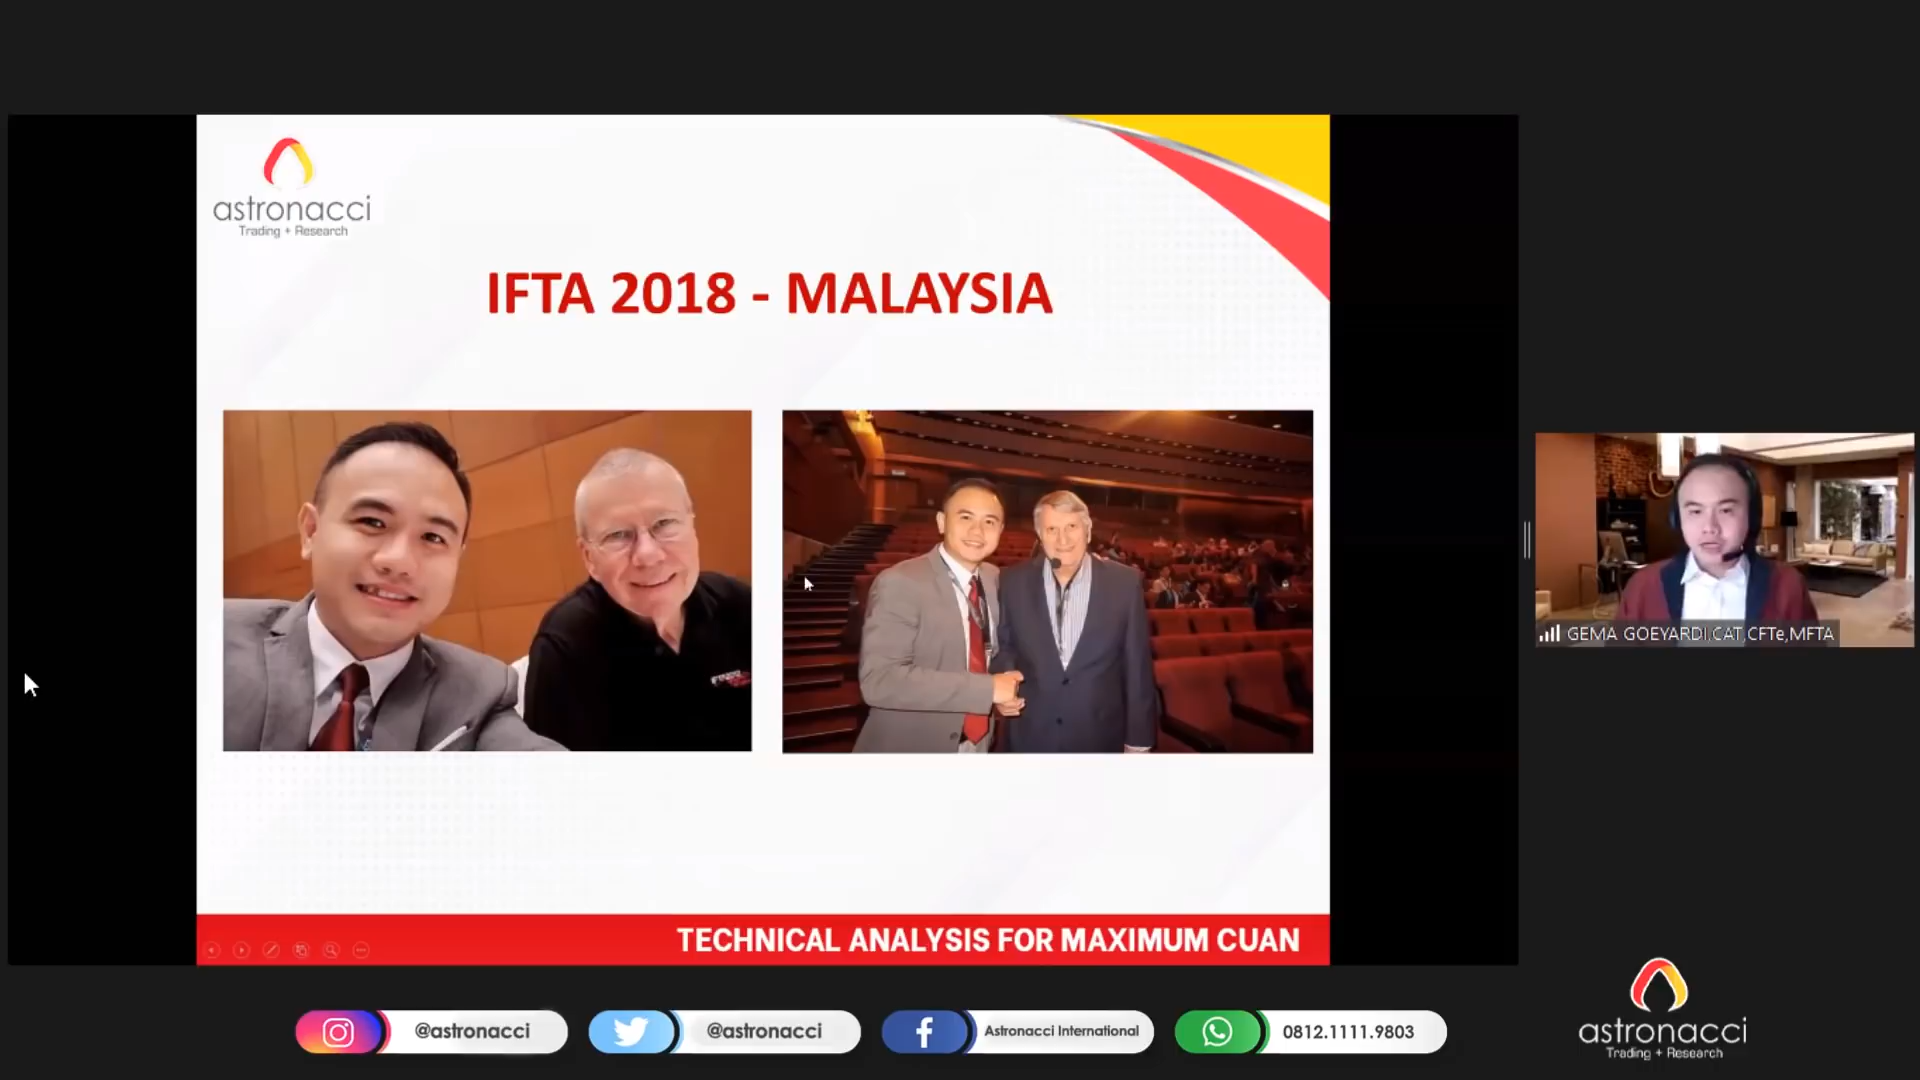 astronacci
Trading + Research
IFTA 2018 - MALAYSIA
GEMA GOEYARDI.CAT,CFTe,MFTA
TECHNICAL ANALYSIS FOR MAXIMUM CUAN
@astronacci
@astronacci
Astronacci International
0812.1111.9803
astronacci
Trading + Research